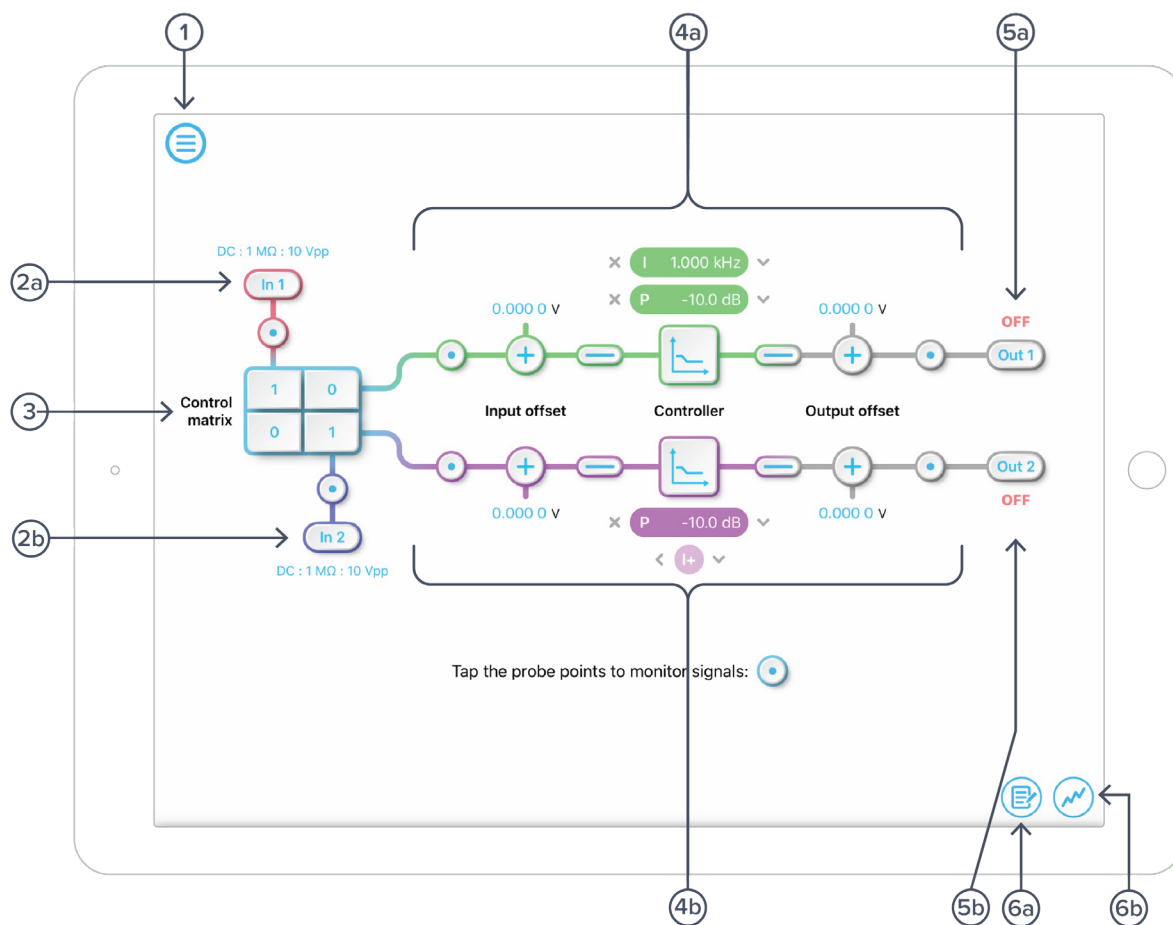 1
4a
5a
DC : 1 MΩ : 10 Vpp
2a
In 1
I 1.000 kHz
P -10.0 dB
0.000 0 V
0.000 0 V
OFF
Out 1
3
Control
matrix
1 0
0 1
Input offset
Controller
Output offset
Out 2
OFF
2b
In 2
DC : 1 MΩ : 10 Vpp
0.000 0 V
P -10.0 dB
0.000 0 V
I+
Tap the probe points to monitor signals:
4b
5b
6a
6b